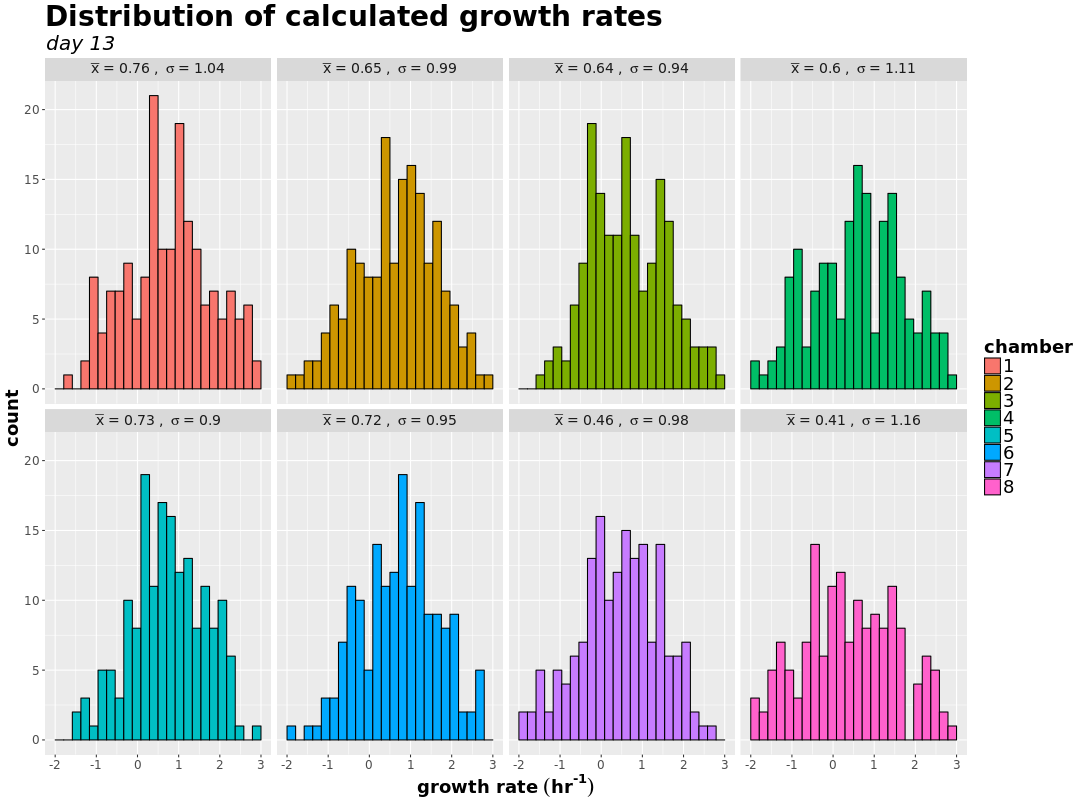 Distribution of calculated growth rates
day 13
x̅ = 0.76 , σ = 1.04
x̅ = 0.65 , σ = 0.99
x̅ = 0.64 , σ = 0.94
x̅ = 0.6 , σ = 1.11
20
15
10
5
0
x̅ = 0.73 , σ = 0.9
x̅ = 0.72 , σ = 0.95
x̅ = 0.46 , σ = 0.98
x̅ = 0.41 , σ = 1.16
20
15
10
5
0
-2 -1 0 1 2 3
-2 -1 0 1 2 3
-2 -1 0 1 2 3
-2 -1 0 1 2 3
count
growth rate (hr⁻¹)
chamber
1
2
3
4
5
6
7
8